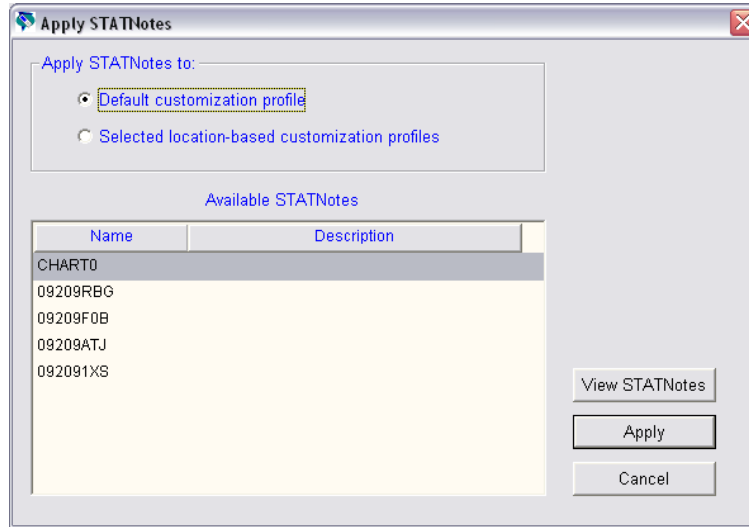 Apply STATNotes
Apply STATNotes to:
Default customization profile
Selected location-based customization profiles
Available STATNotes
Name Description
CHART0
09209RBG
09209F0B
09209ATJ
092091XS
View STATNotes
Apply
Cancel